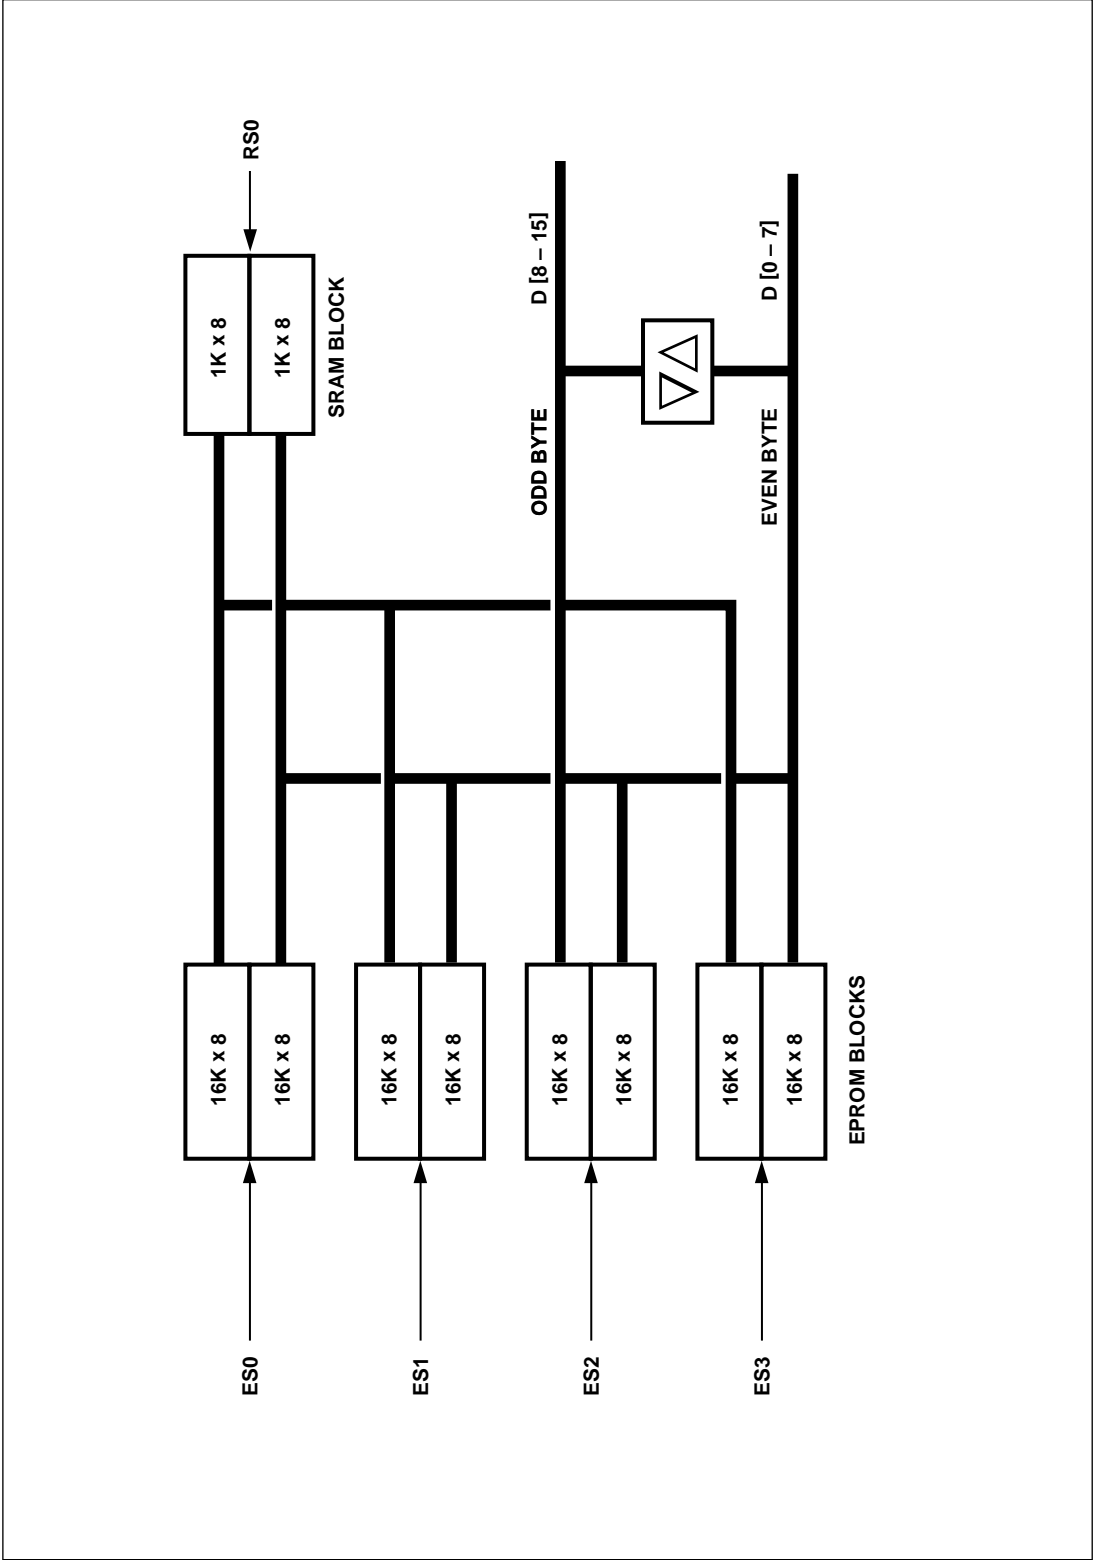 RS0
1K x 8
1K x 8
SRAM BLOCK
D [8 – 15]
D [0 – 7]
ODD BYTE
EVEN BYTE
16K x 8
16K x 8
16K x 8
16K x 8
16K x 8
16K x 8
16K x 8
16K x 8
EPROM BLOCKS
ES0
ES1
ES2
ES3